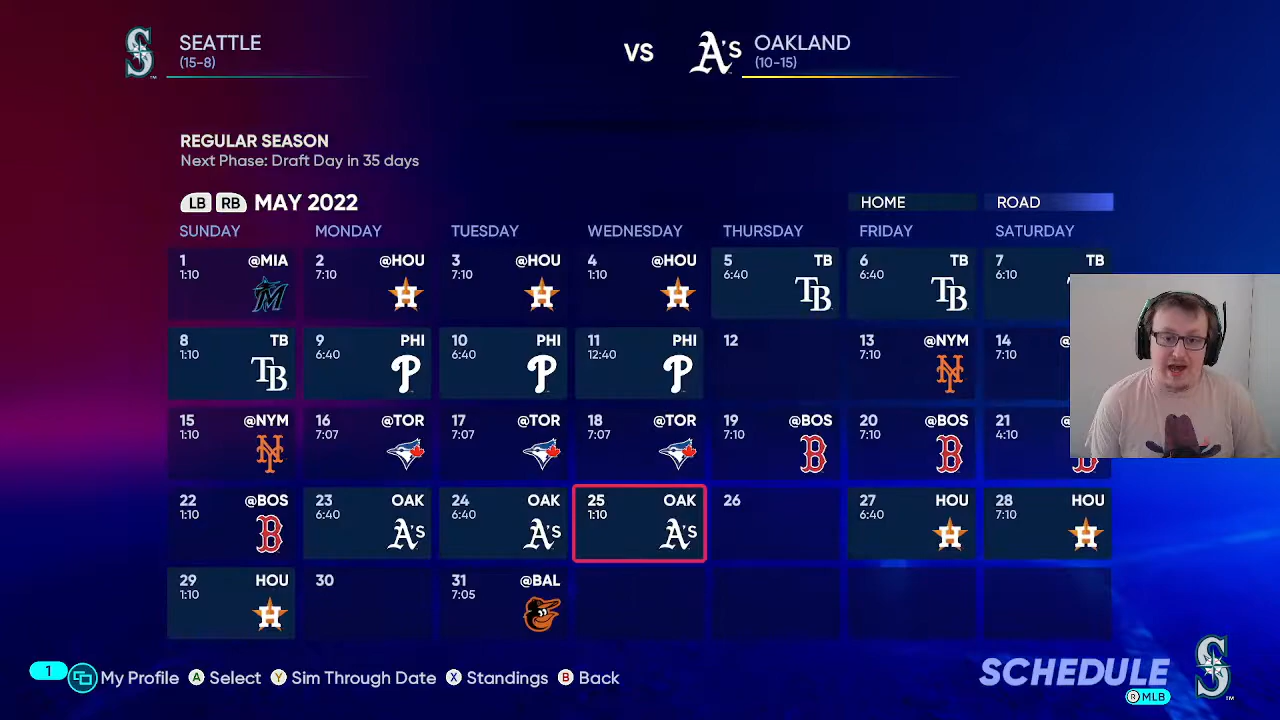 SEATTLE
(15-8)
VS
A's
OAKLAND
(10-15)
REGULAR SEASON
Next Phase: Draft Day in 35 days
LB RB MAY 2022
HOME
ROAD
SUNDAY MONDAY TUESDAY WEDNESDAY THURSDAY FRIDAY SATURDAY
1 @MIA 2 @HOU 3 @HOU 4 @HOU 5 TB 6 TB 7 TB
1:10 7:10 7:10 1:10 6:40 6:40 6:10
8 TB 9 PHI 10 PHI 11 PHI 12 13 @NYM 14
1:10 6:40 6:40 12:40 7:10 7:10
15 @NYM 16 @TOR 17 @TOR 18 @TOR 19 @BOS 20 @BOS 21
1:10 7:07 7:07 7:07 7:10 7:10 4:10
22 @BOS 23 OAK 24 OAK 25 OAK 26 27 HOU 28 HOU
1:10 6:40 6:40 1:10 6:40 7:10
29 HOU 30 31 @BAL
1:10 7:05
1 My Profile A Select Y Sim Through Date X Standings B Back
SCHEDULE
R MLB